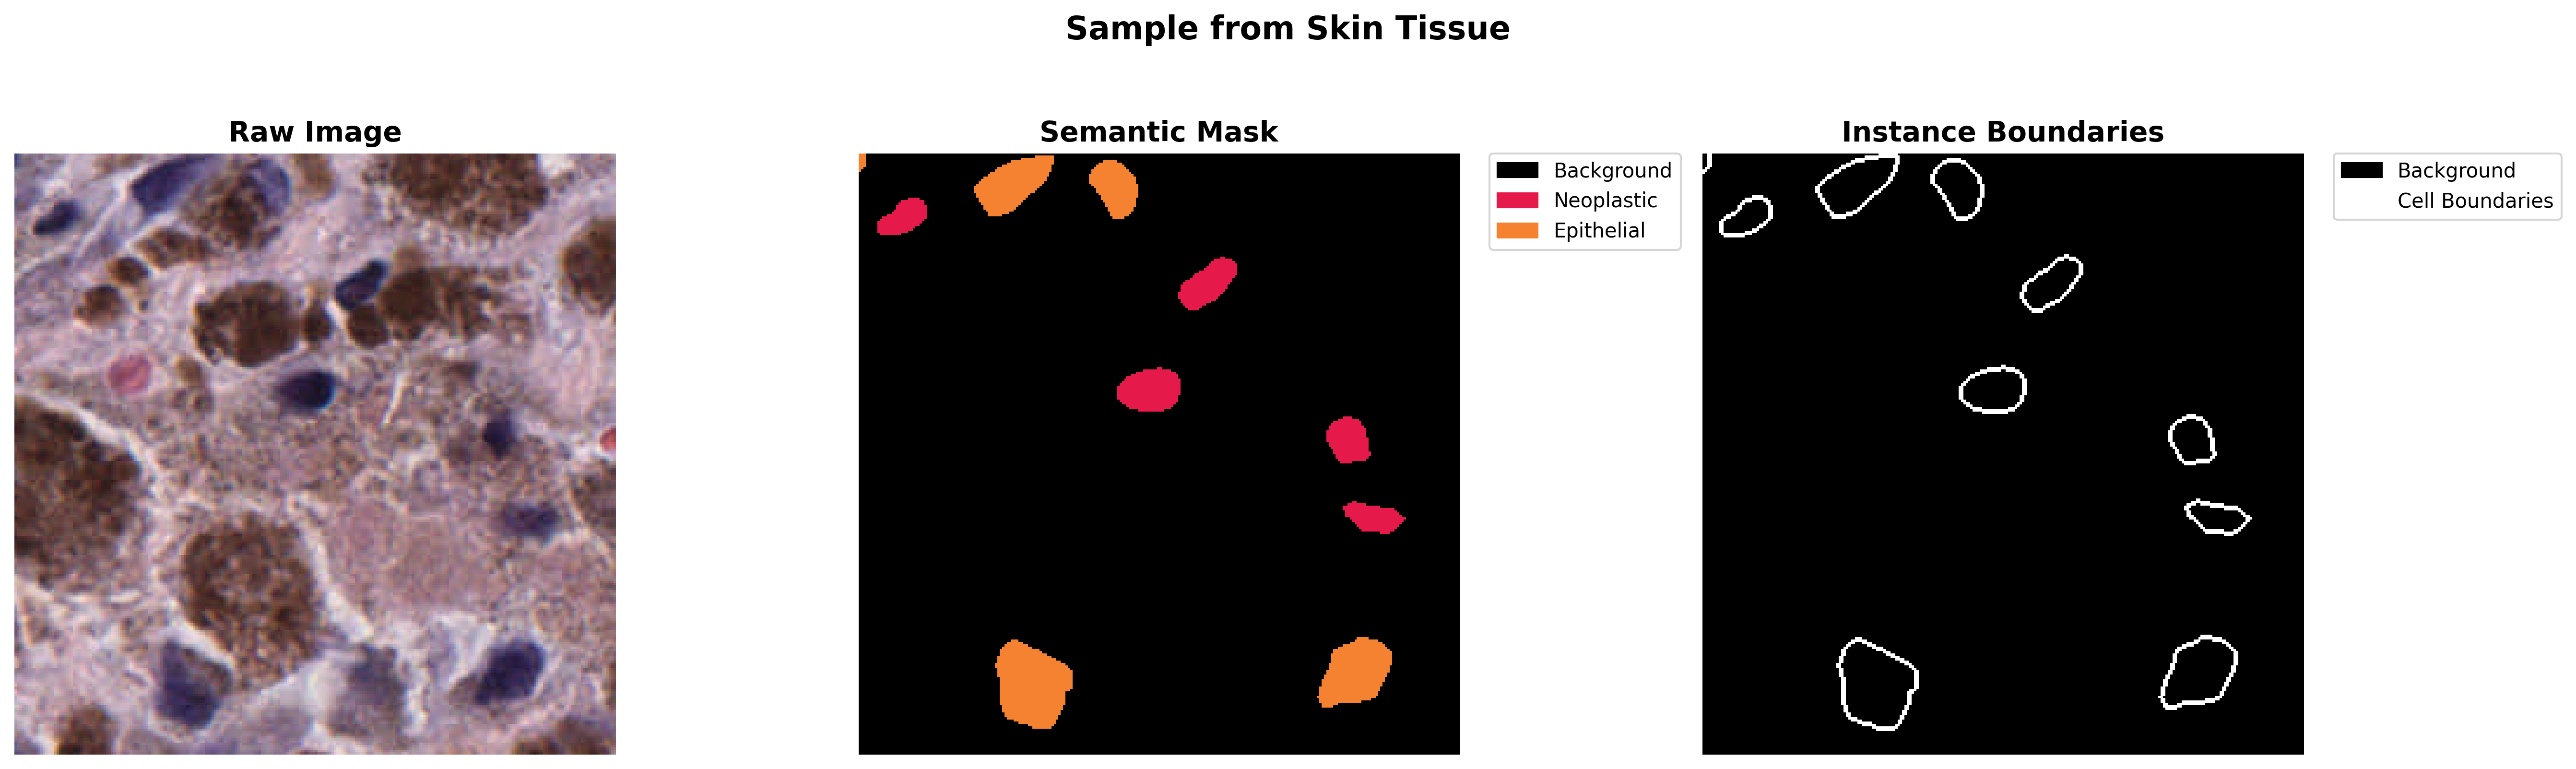 Sample from Skin Tissue
Raw Image
Semantic Mask
Background
Neoplastic
Epithelial
Instance Boundaries
Background
Cell Boundaries